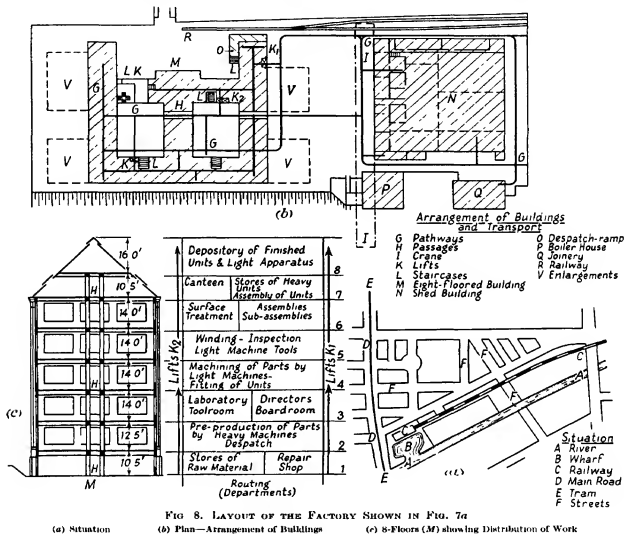 R
G
I
O
K1
L K
M
L
V
G
V
L
K2
H
G
N
V
K
L
G
V
G
P
Q
I
(b)
Arrangement of Buildings
and Transport
G Pathways
H Passages
I Crane
K Lifts
L Staircases
M Eight-floored Building
N Shed Building
O Despatch-ramp
P Boiler House
Q Joinery
R Railway
V Enlargements
16 0'
10 5'
14 0'
14 0'
14 0'
14 0'
12 5'
10 5'
H
H
H
(c)
M
Lifts K2
Lifts K1
Depository of Finished
Units & Light Apparatus
8
Canteen
Stores of Heavy
Units
Assembly of Units
7
Surface
Treatment
Assemblies
Sub-assemblies
6
Winding-Inspection
Light Machine Tools
5
Machining of Parts by
Light Machines-
Fitting of Units
4
Laboratory
Toolroom
Directors
Boardroom
3
Pre-production of Parts
by Heavy Machines
Despatch
2
Stores of
Raw Material
Repair
Shop
1
Routing
(Departments)
E
D
F
F
C
A
F
F
C
B
A
D
E
Situation
A River
B Wharf
C Railway
D Main Road
E Tram
F Streets
FIG 8. LAYOUT OF THE FACTORY SHOWN IN FIG. 7a
(a) Situation
(b) Plan—Arrangement of Buildings
(c) 8-Floors (M) showing Distribution of Work